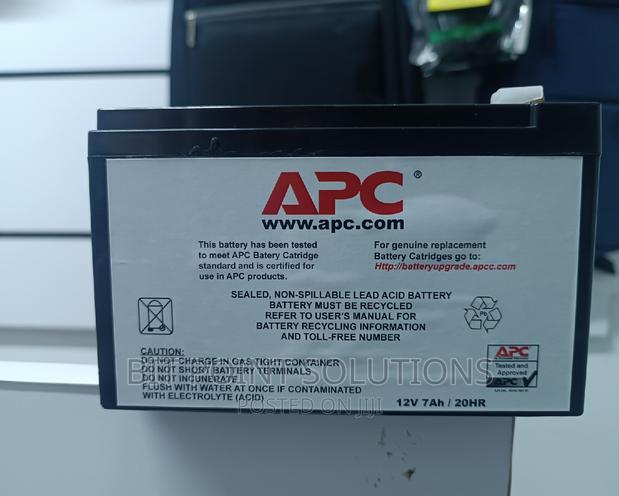 APC®
www.apc.com
This battery has been tested
to meet APC Batery Catridge
standard and is certified for
use in APC products.
For genuine replacement
Battery Catridges go to:
Http://batteryupgrade.apcc.com
SEALED, NON-SPILLABLE LEAD ACID BATTERY
BATTERY MUST BE RECYCLED
REFER TO USER'S MANUAL FOR
BATTERY RECYCLING INFORMATION
AND TOLL-FREE NUMBER
Pb
CAUTION:
DO NOT CHARGE IN GAS TIGHT CONTAINER
DO NOT SHORT BATTERY TERMINALS
DO NOT INCUNERATE
FLUSH WITH WATER AT ONCE IF CONTAMINATED
WITH ELECTROLYTE (ACID)
APC
Tested and
Approved
APC
12V 7Ah / 20HR
SOLUTIONS
POSTED ON JIJI